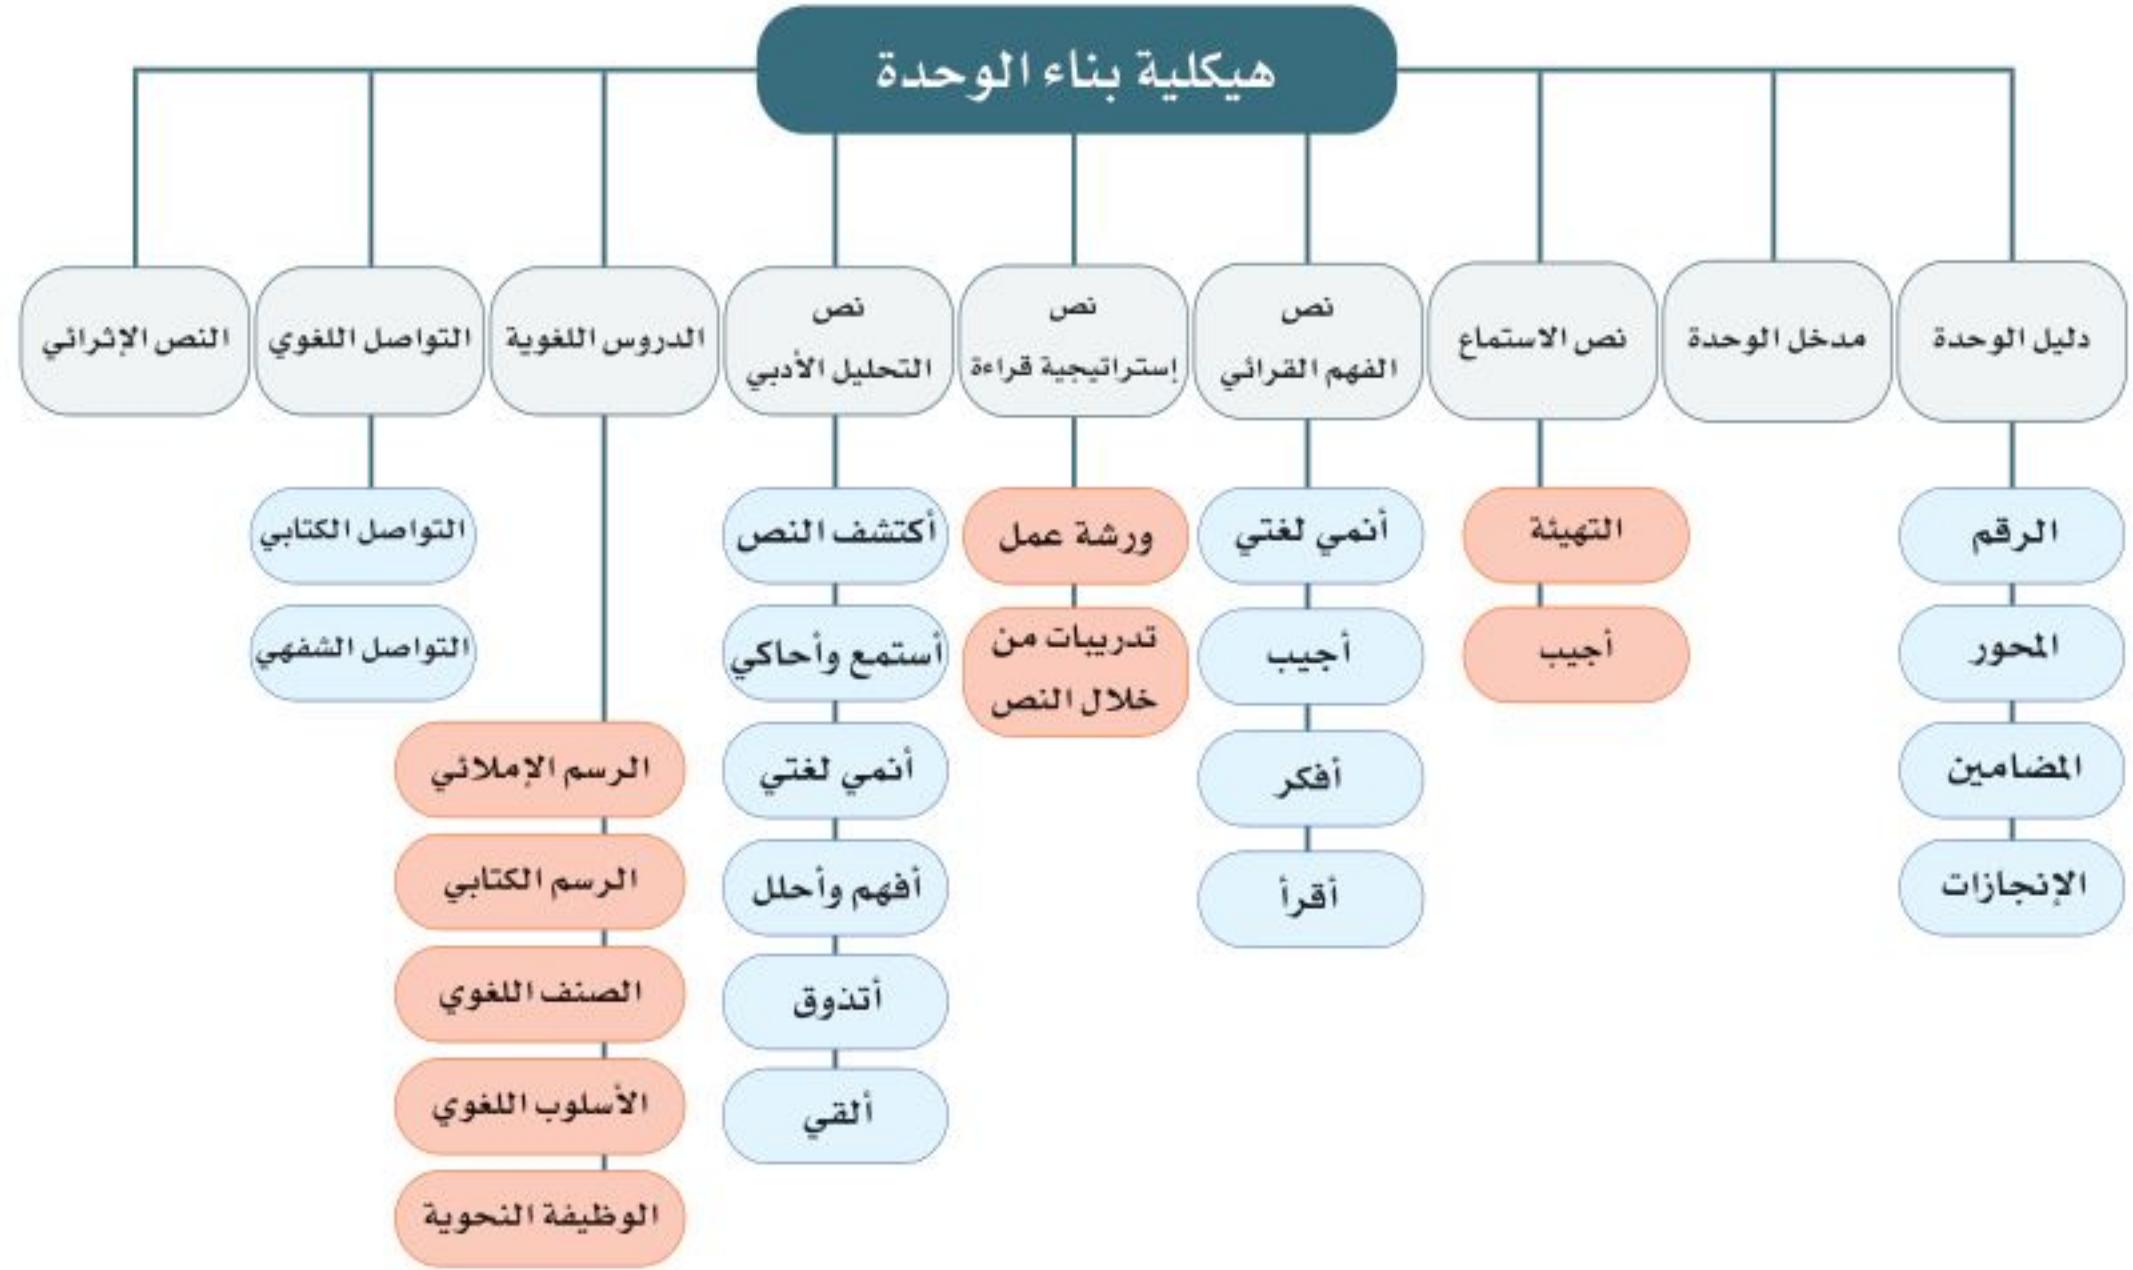 هيكلية بناء الوحدة
دليل الوحدة
الرقم
المحور
المضامين
الإنجازات
مدخل الوحدة
نص الاستماع
التهيئة
أجيب
نص
الفهم القرائي
أنمي لغتي
أجيب
أفكر
أقرأ
نص
إستراتيجية قراءة
ورشة عمل
تدريبات من
خلال النص
نص
التحليل الأدبي
أكتشف النص
أستمع وأحاكي
أنمي لغتي
أفهم وأحلل
أتذوق
ألقي
الدروس اللغوية
الرسم الإملائي
الرسم الكتابي
الصنف اللغوي
الأسلوب اللغوي
الوظيفة النحوية
التواصل اللغوي
التواصل الكتابي
التواصل الشفهي
النص الإثرائي